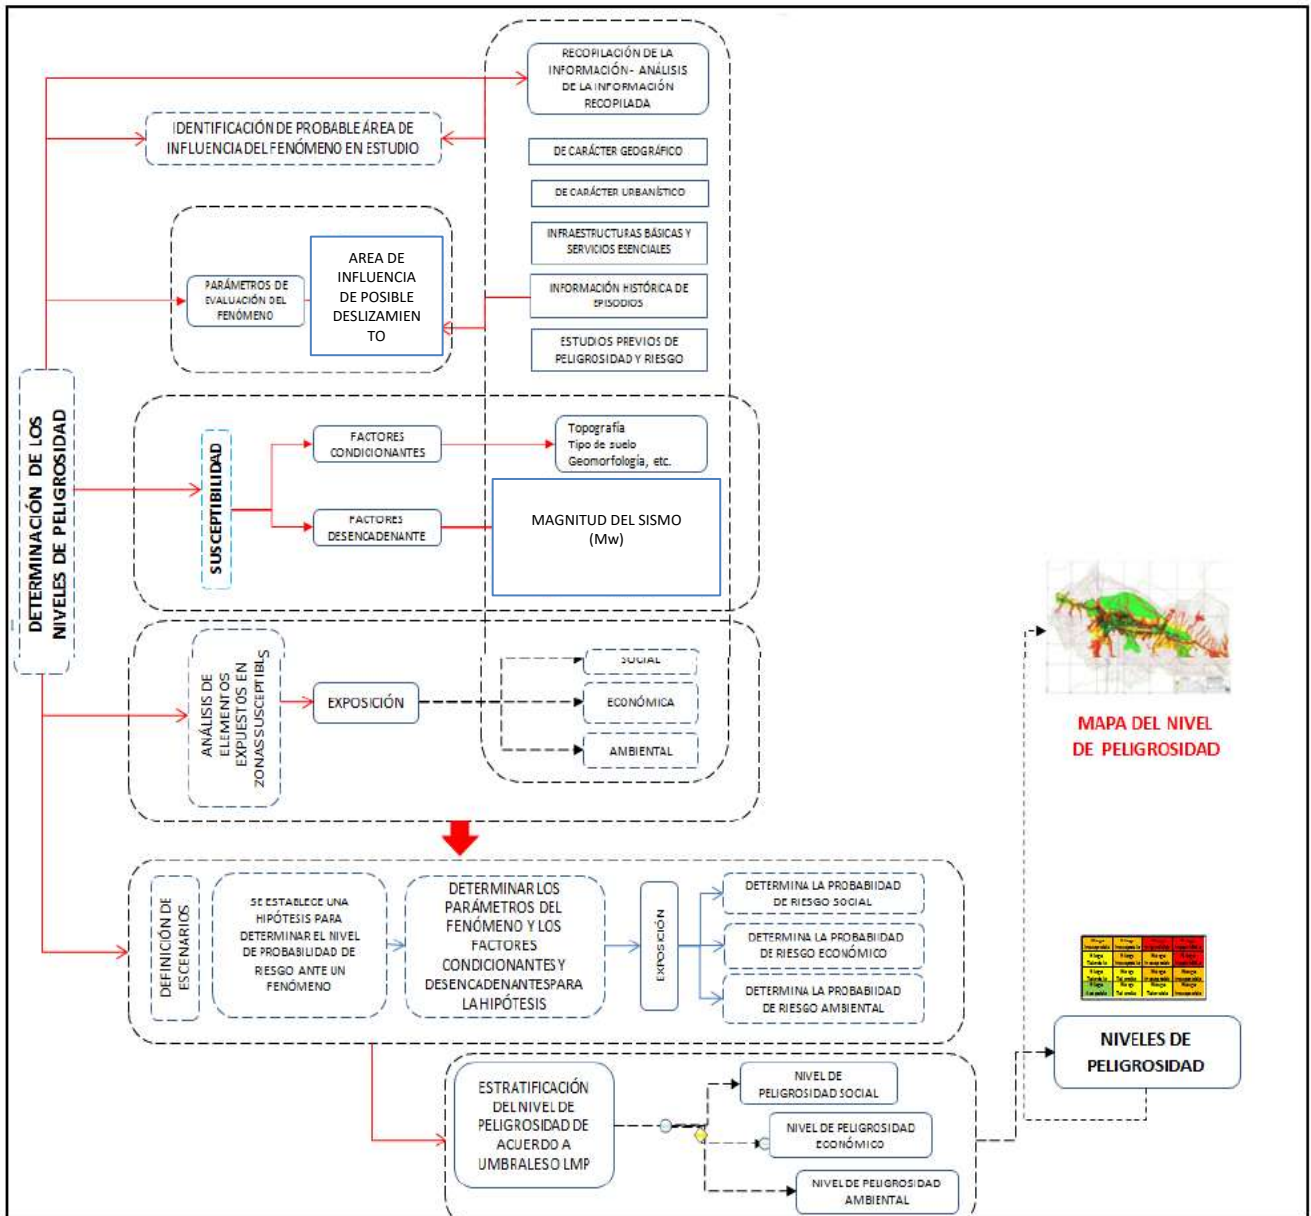 RECOPILACIÓN DE LA
INFORMACIÓN - ANÁLISIS
DE LA INFORMACIÓN
RECOPILADA
IDENTIFICACIÓN DE PROBABLE ÁREA DE
INFLUENCIA DEL FENÓMENO EN ESTUDIO
DE CARÁCTER GEOGRÁFICO
DE CARÁCTER URBANÍSTICO
INFRAESTRUCTURAS BÁSICAS Y
SERVICIOS ESENCIALES
INFORMACIÓN HISTÓRICA DE
EPISODIOS
ESTUDIOS PREVIOS DE
PELIGROSIDAD Y RIESGO
PARÁMETROS DE
EVALUACIÓN DEL
FENÓMENO
AREA DE
INFLUENCIA
DE POSIBLE
DESLIZAMIEN
TO
DETERMINACIÓN DE LOS
NIVELES DE PELIGROSIDAD
SUSCEPTIBILIDAD
FACTORES
CONDICIONANTES
Topografía
Tipo de suelo
Geomorfología, etc.
FACTORES
DESENCADENANTE
MAGNITUD DEL SISMO
(Mw)
ANÁLISIS DE
ELEMENTOS
EXPUESTOS EN
ZONAS SUSCEPTIBLS
EXPOSICIÓN
SOCIAL
ECONÓMICA
AMBIENTAL
MAPA DEL NIVEL
DE PELIGROSIDAD
DEFINICIÓN DE
ESCENARIOS
SE ESTABLECE UNA
HIPÓTESIS PARA
DETERMINAR EL NIVEL
DE PROBABILIDAD DE
RIESGO ANTE UN
FENÓMENO
DETERMINAR LOS
PARÁMETROS DEL
FENÓMENO Y LOS
FACTORES
CONDICIONANTES Y
DESENCADENANTES PARA
LA HIPÓTESIS
EXPOSICIÓN
DETERMINA LA PROBABIIDAD
DE RIESGO SOCIAL
DETERMINA LA PROBABIIDAD
DE RIESGO ECONÓMICO
DETERMINA LA PROBABIIDAD
DE RIESGO AMBIENTAL
NIVELES DE
PELIGROSIDAD
ESTRATIFICACIÓN
DEL NIVEL DE
PELIGROSIDAD DE
ACUERDO A
UMBRALES O LMP
NIVEL DE
PELIGROSIDAD SOCIAL
NIVEL DE PELIGROSIDAD
ECONÓMICO
NIVEL DE PELIGROSIDAD
AMBIENTAL